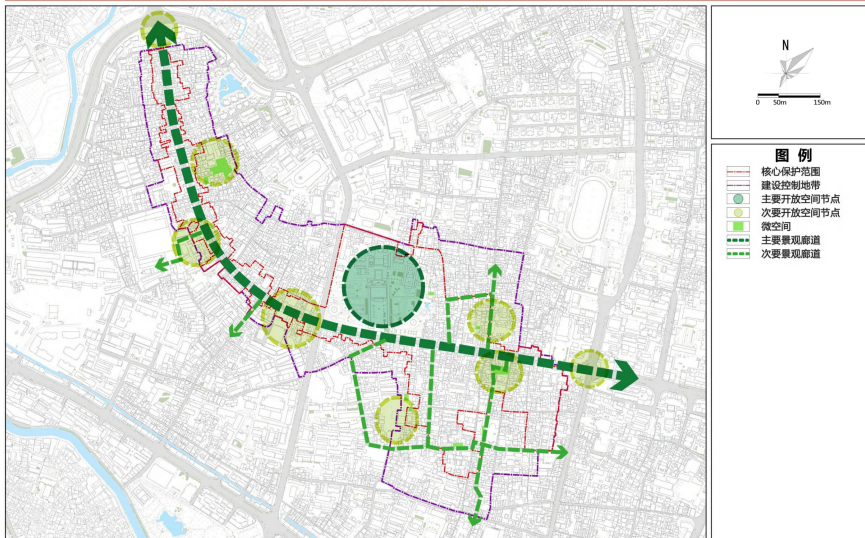 N
0 50m 150m
图 例
核心保护范围
建设控制地带
主要开放空间节点
次要开放空间节点
微空间
主要景观廊道
次要景观廊道